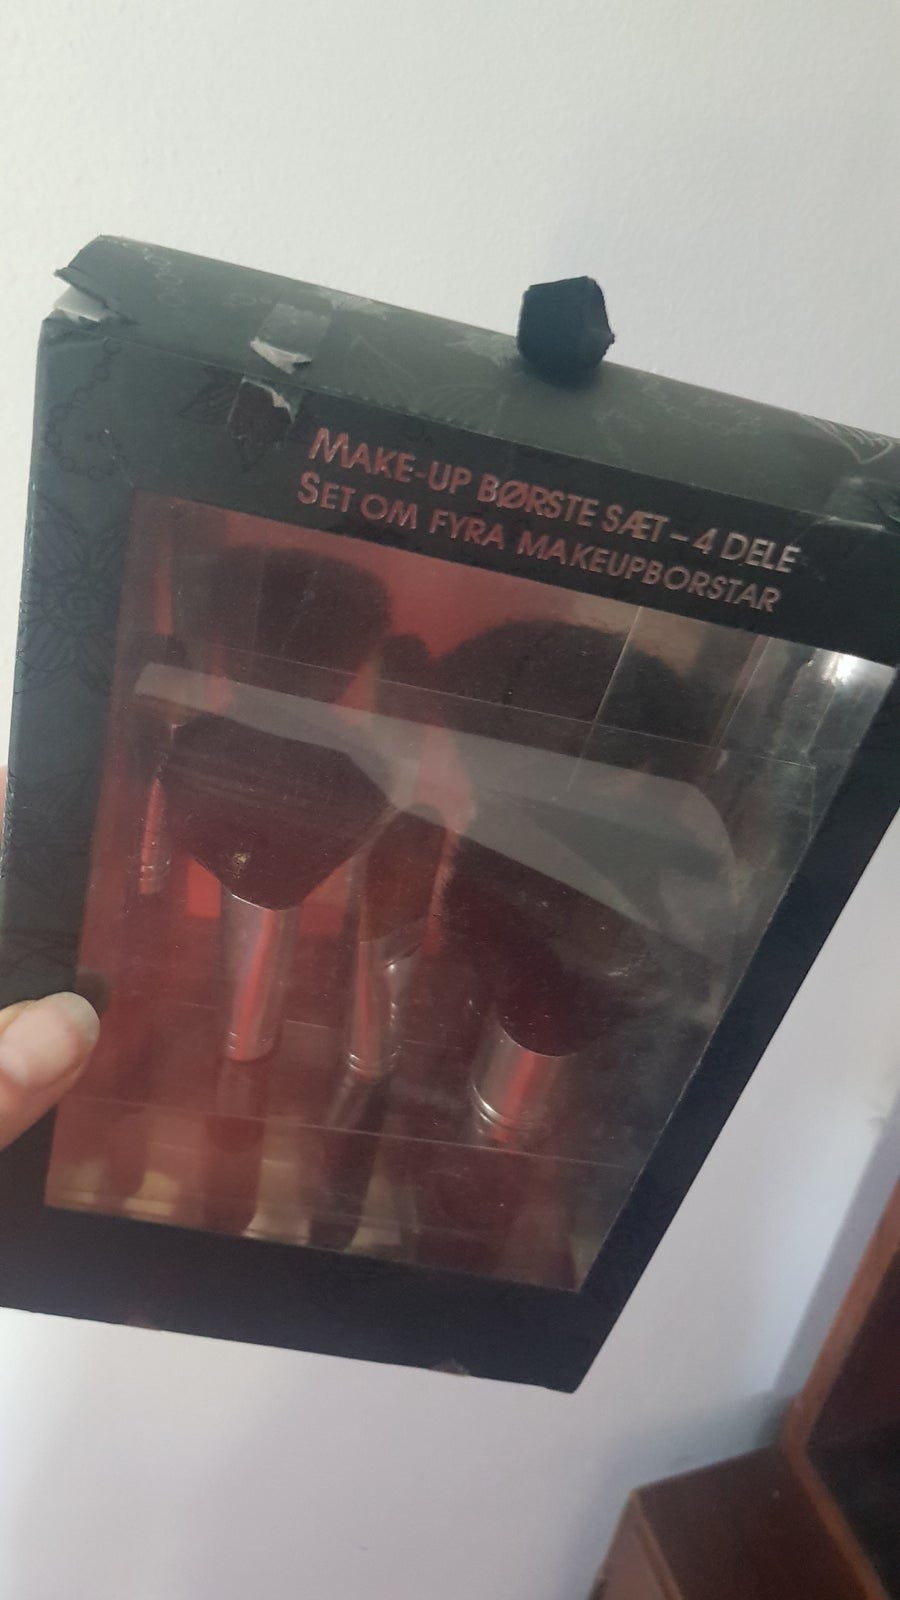 MAKE-UP BØRSTE SÆT – 4 DELE
SET OM FYRA MAKEUPBORSTAR